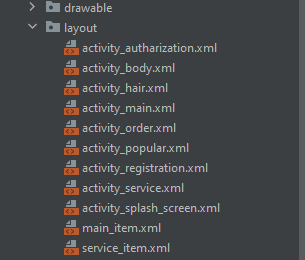 drawable
layout
activity_autharization.xml
activity_body.xml
activity_hair.xml
activity_main.xml
activity_order.xml
activity_popular.xml
activity_registration.xml
activity_service.xml
activity_splash_screen.xml
main_item.xml
service_item.xml